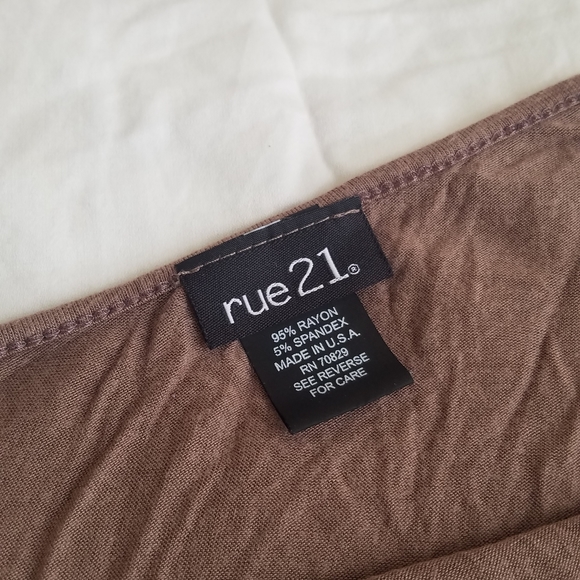 rue21®
95% RAYON
5% SPANDEX
MADE IN U.S.A.
RN 70829
SEE REVERSE
FOR CARE